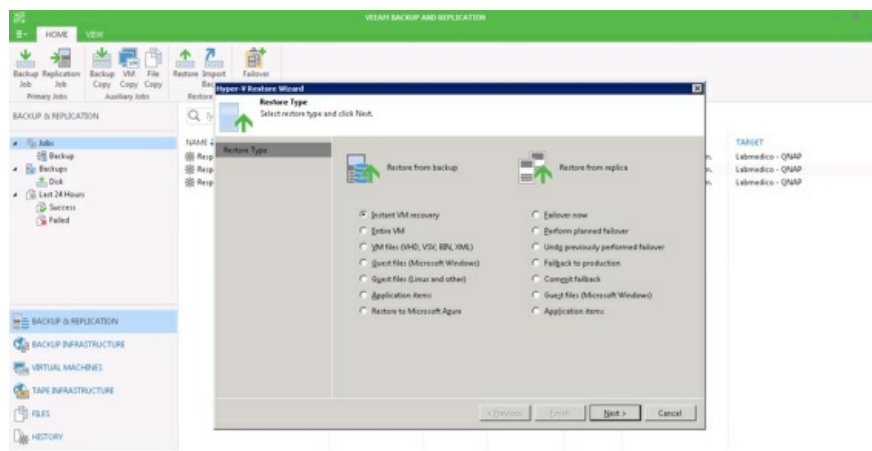 VEEAM BACKUP AND REPLICATION
HOME VIEW
Backup Job
Replication Job
Backup Copy
VM Copy
File Copy
Restore
Import
Failover
Primary Jobs
Auxiliary Jobs
Restore
BACKUP & REPLICATION
Jobs
Backup
Backups
Disk
Last 24 Hours
Success
Failed
BACKUP & REPLICATION
BACKUP INFRASTRUCTURE
VIRTUAL MACHINES
TAPE INFRASTRUCTURE
FILES
HISTORY
NAME
Resp
Resp
Resp
TARGET
Labmedico - QNAP
Labmedico - QNAP
Labmedico - QNAP
Hyper-V Restore Wizard
Restore Type
Select restore type and click Next.
Restore Type
Restore from backup
Instant VM recovery
Entire VM
VM files (VHD, VSV, BIN, XML)
Guest files (Microsoft Windows)
Guest files (Linux and other)
Application items
Restore to Microsoft Azure
Restore from replica
Failover now
Perform planned failover
Undo previously performed failover
Failback to production
Commit failback
Guest files (Microsoft Windows)
Application items
< Previous
Finish
Next >
Cancel